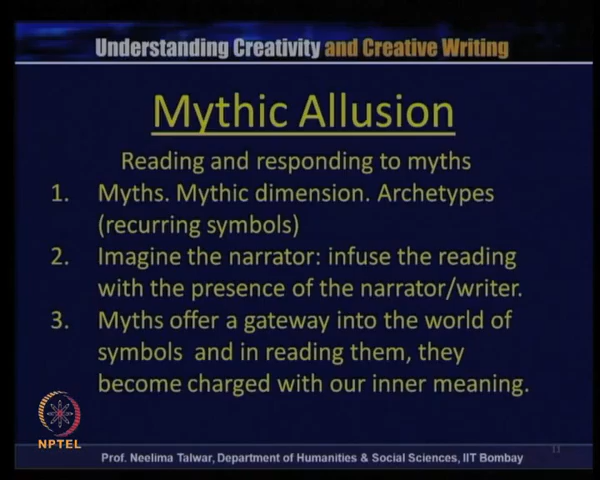 Understanding Creativity and Creative Writing
Mythic Allusion
Reading and responding to myths
1. Myths. Mythic dimension. Archetypes
(recurring symbols)
2. Imagine the narrator: infuse the reading
with the presence of the narrator/writer.
3. Myths offer a gateway into the world of
symbols and in reading them, they
become charged with our inner meaning.
NPTEL
11
Prof. Neelima Talwar, Department of Humanities & Social Sciences, IIT Bombay